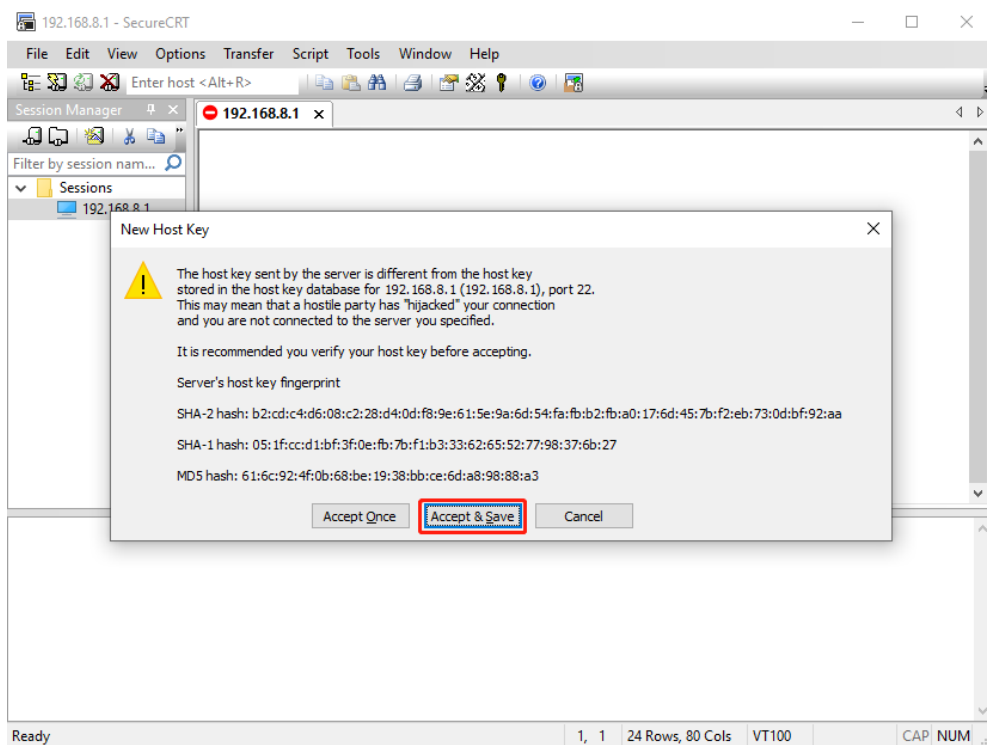 192.168.8.1 - SecureCRT
File Edit View Options Transfer Script Tools Window Help
Enter host <Alt+R>
Session Manager
192.168.8.1
Filter by session nam...
Sessions
192.168.8.1
New Host Key
The host key sent by the server is different from the host key
stored in the host key database for 192.168.8.1 (192.168.8.1), port 22.
This may mean that a hostile party has "hijacked" your connection
and you are not connected to the server you specified.
It is recommended you verify your host key before accepting.
Server's host key fingerprint
SHA-2 hash: b2:cd:c4:d6:08:c2:28:d4:0d:f8:9e:61:5e:9a:6d:54:fa:fb:b2:fb:a0:17:6d:45:7b:f2:eb:73:0d:bf:92:aa
SHA-1 hash: 05:1f:cc:d1:bf:3f:0e:fb:7b:f1:b3:33:62:65:52:77:98:37:6b:27
MD5 hash: 61:6c:92:4f:0b:68:be:19:38:bb:ce:6d:a8:98:88:a3
Accept Once Accept & Save Cancel
Ready 1, 1 24 Rows, 80 Cols VT100 CAP NUM